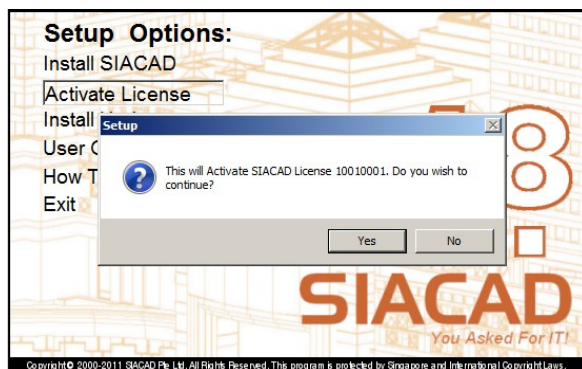 Setup Options:
Install SIACAD
Activate License
Install
User
How T
Exit
Setup
This will Activate SIACAD License 10010001. Do you wish to
continue?
Yes
No
8
SIACAD
You Asked For IT!
Copyright© 2000-2011 SIACAD Pte Ltd. All Rights Reserved. This program is protected by Singapore and International Copyright Laws.